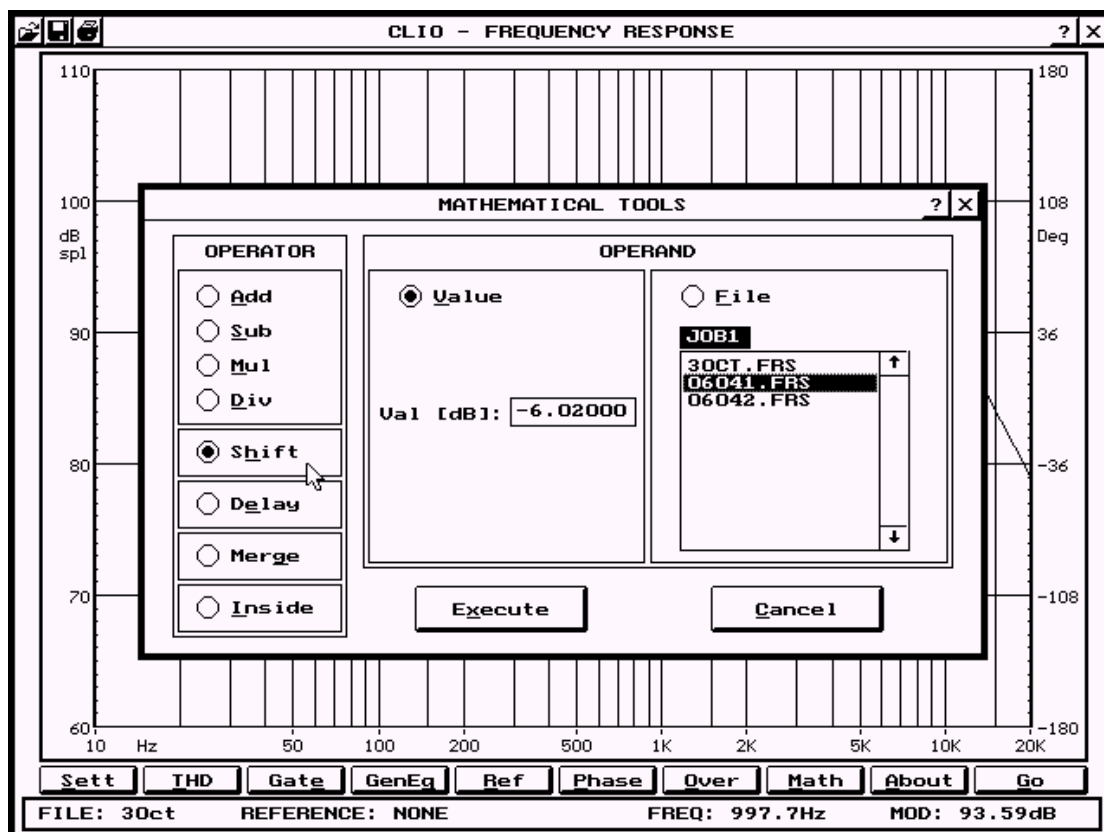 CLIO - FREQUENCY RESPONSE ? X
110 180
100 108
dB Deg
spl
MATHEMATICAL TOOLS ? X
OPERATOR
Add
Sub
Mul
Div
Shift
Delay
Merge
Inside
OPERAND
Value
Val [dB]: -6.02000
File
JOB1
3OCT.FRS
O6O41.FRS
O6O42.FRS
Execute Cancel
90 36
80 -36
70 -108
60 -180
10 Hz 50 100 200 500 1K 2K 5K 10K 20K
Sett THD Gate GenEq Ref Phase Over Math About Go
FILE: 3Oct REFERENCE: NONE FREQ: 997.7Hz MOD: 93.59dB